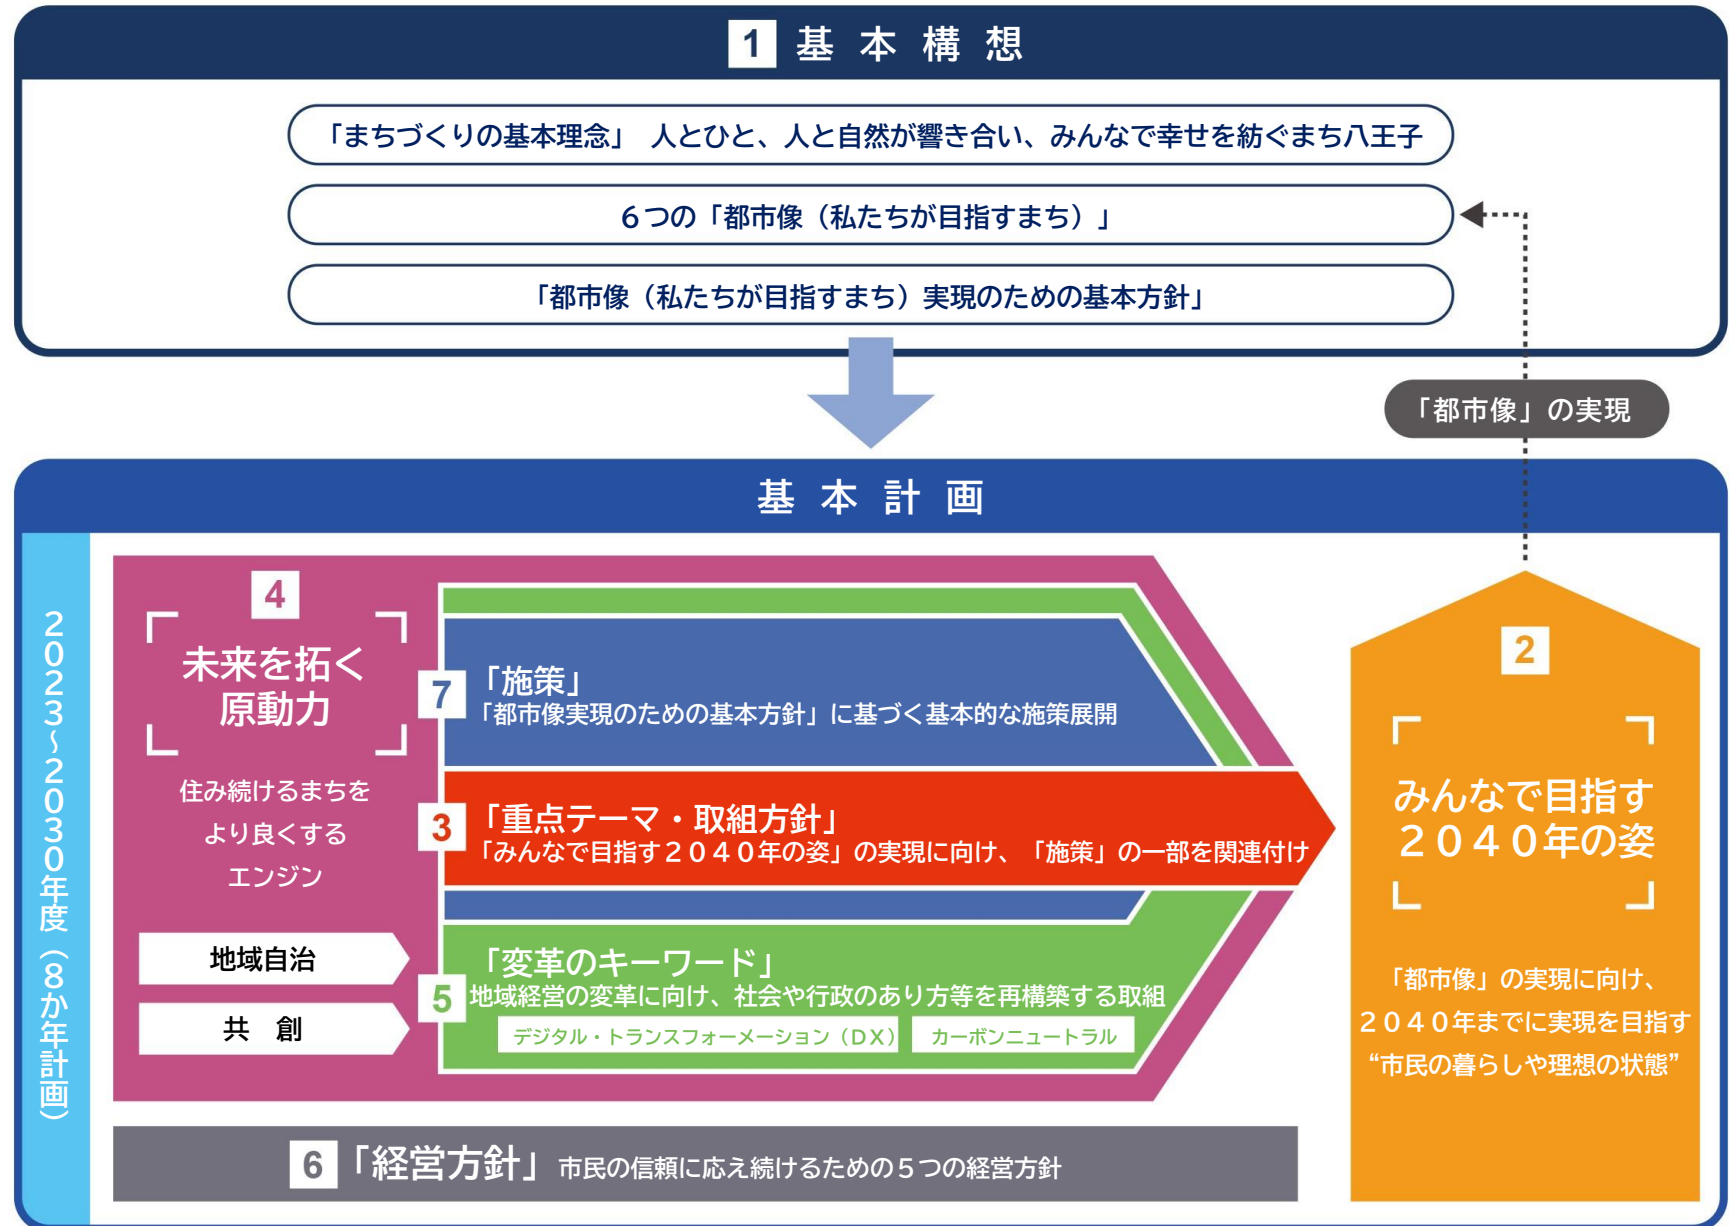 1 基本構想
「まちづくりの基本理念」 人とひと、人と自然が響き合い、みんなで幸せを紡ぐまち八王子
６つの「都市像（私たちが目指すまち）」
「都市像（私たちが目指すまち）実現のための基本方針」
「都市像」の実現
基本計画
２０２３～２０３０年度（８か年計画）
4
未来を拓く
原動力
住み続けるまちを
より良くする
エンジン
地域自治
共 創
7 「施策」
「都市像実現のための基本方針」に基づく基本的な施策展開
3 「重点テーマ・取組方針」
「みんなで目指す２０４０年の姿」の実現に向け、「施策」の一部を関連付け
5 「変革のキーワード」
地域経営の変革に向け、社会や行政のあり方等を再構築する取組
デジタル・トランスフォーメーション（ＤＸ） カーボンニュートラル
2
みんなで目指す
２０４０年の姿
「都市像」の実現に向け、
２０４０年までに実現を目指す
“市民の暮らしや理想の状態”
6 「経営方針」 市民の信頼に応え続けるための５つの経営方針